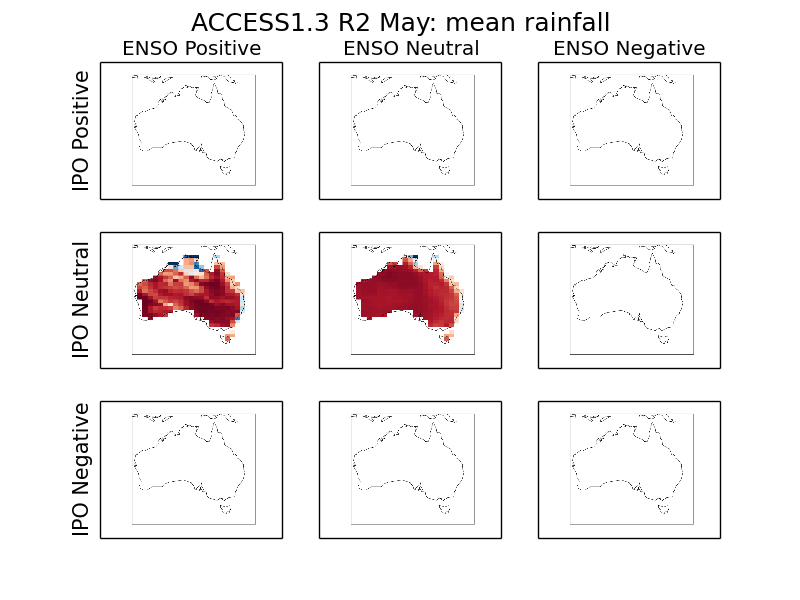 ACCESS1.3 R2 May: mean rainfall
ENSO Positive
ENSO Neutral
ENSO Negative
IPO Positive
IPO Neutral
IPO Negative